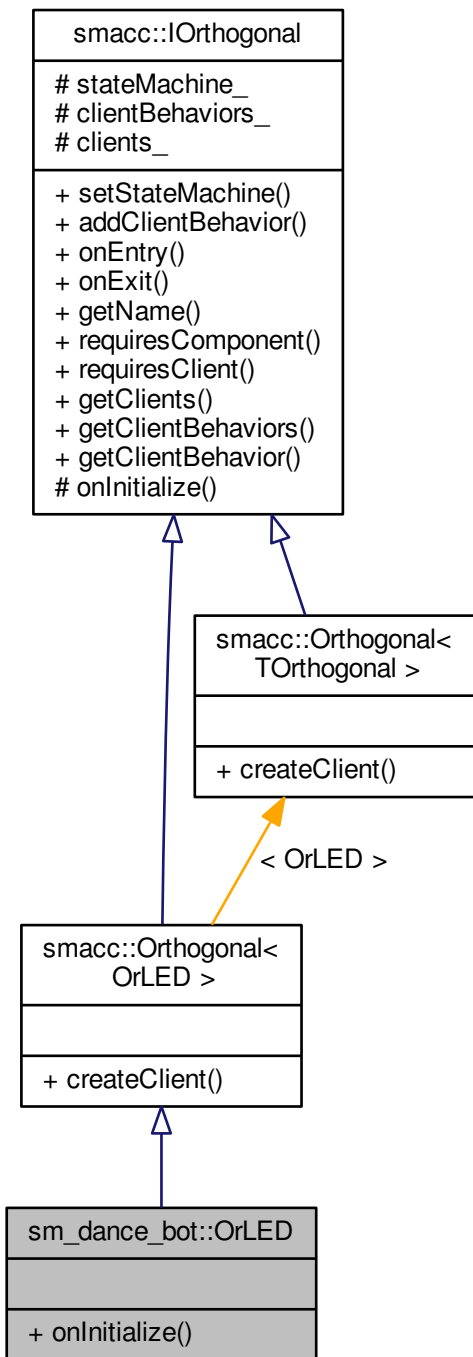 smacc::IOrthogonal
# stateMachine_
# clientBehaviors_
# clients_
+ setStateMachine()
+ addClientBehavior()
+ onEntry()
+ onExit()
+ getName()
+ requiresComponent()
+ requiresClient()
+ getClients()
+ getClientBehaviors()
+ getClientBehavior()
# onInitialize()
smacc::Orthogonal<
TOrthogonal >
+ createClient()
< OrLED >
smacc::Orthogonal<
OrLED >
+ createClient()
sm_dance_bot::OrLED
+ onInitialize()